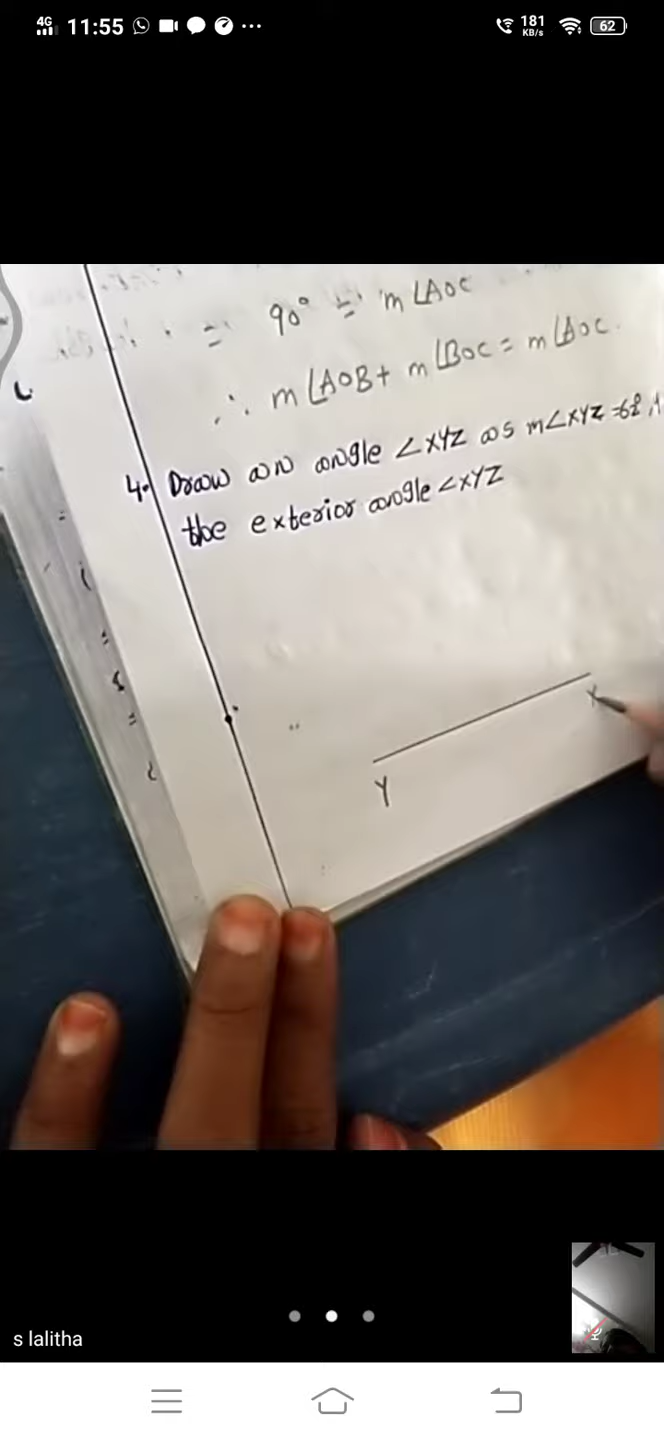 4G 11:55 181 KB/s 62
= 90° = m∠AOC
∴ m∠AOB + m∠BOC = m∠AOC.
4. Draw an angle ∠XYZ as m∠XYZ =62
the exterior angle ∠XYZ
X
Y
s lalitha